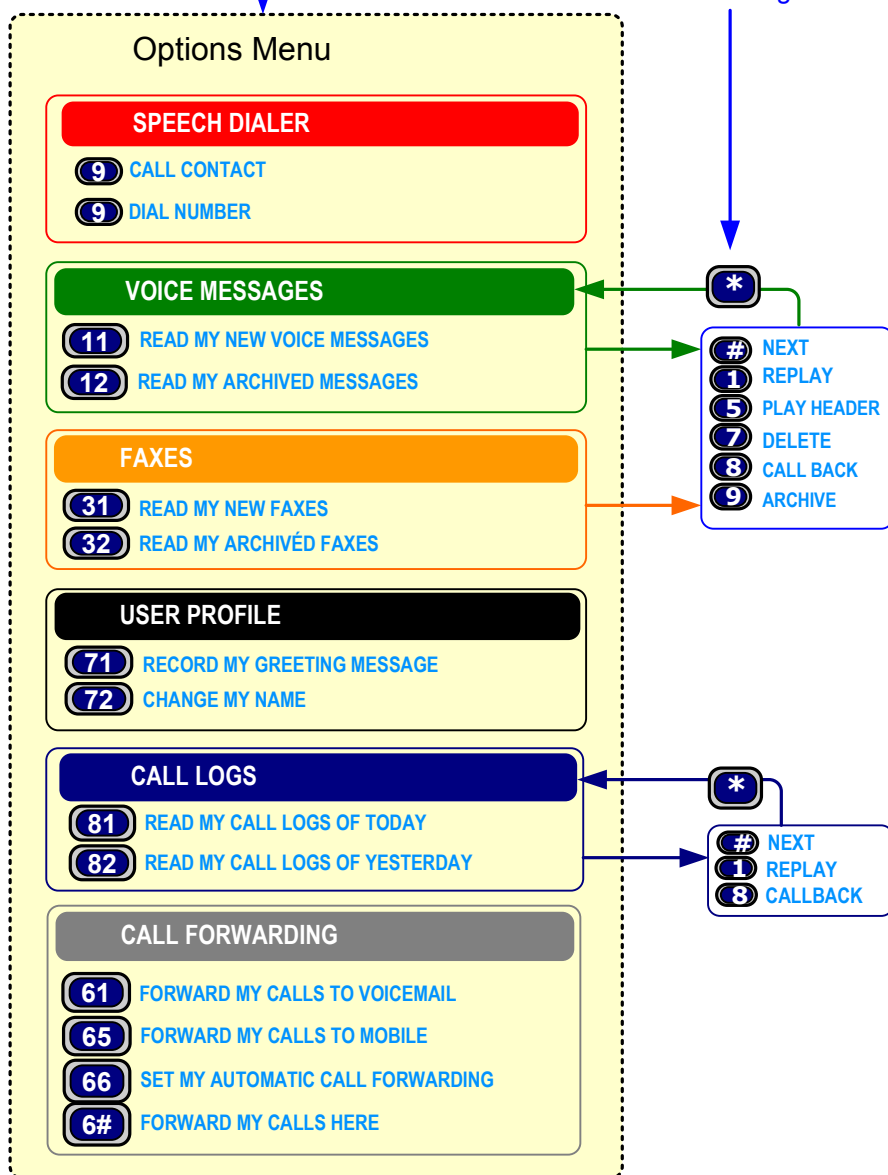 Options Menu
SPEECH DIALER
9 CALL CONTACT
9 DIAL NUMBER
VOICE MESSAGES
11 READ MY NEW VOICE MESSAGES
12 READ MY ARCHIVED MESSAGES
*
# NEXT
1 REPLAY
5 PLAY HEADER
7 DELETE
8 CALL BACK
9 ARCHIVE
FAXES
31 READ MY NEW FAXES
32 READ MY ARCHIVÉD FAXES
USER PROFILE
71 RECORD MY GREETING MESSAGE
72 CHANGE MY NAME
CALL LOGS
81 READ MY CALL LOGS OF TODAY
82 READ MY CALL LOGS OF YESTERDAY
*
# NEXT
1 REPLAY
8 CALLBACK
CALL FORWARDING
61 FORWARD MY CALLS TO VOICEMAIL
65 FORWARD MY CALLS TO MOBILE
66 SET MY AUTOMATIC CALL FORWARDING
6# FORWARD MY CALLS HERE